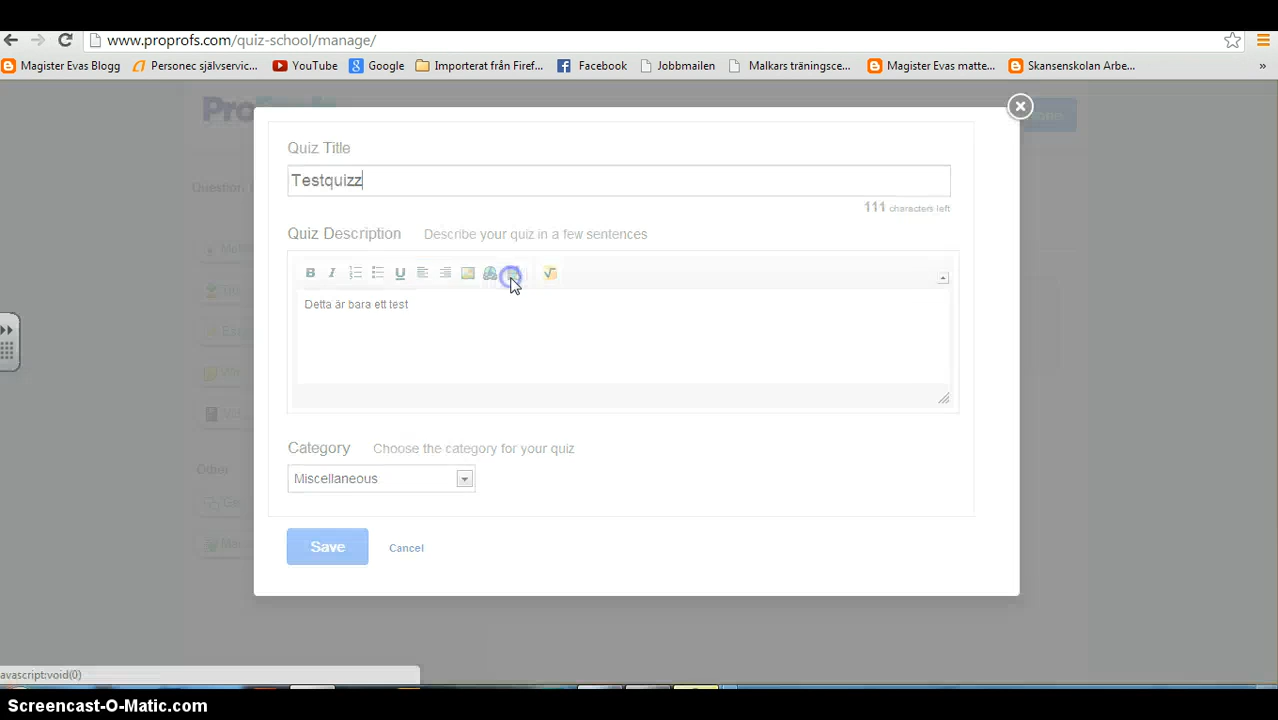 www.proprofs.com/quiz-school/manage/
Magister Evas Blogg Personec självservic... YouTube Google Importerat från Firef... Facebook Jobbmailen Malkars träningsce... Magister Evas matte... Skansenskolan Arbe... »
Quiz Title
Testquizz
111 characters left
Question
Quiz Description Describe your quiz in a few sentences
B I U
Detta är bara ett test
Category Choose the category for your quiz
Other
Miscellaneous
Save Cancel
avascript:void(0)
Screencast-O-Matic.com